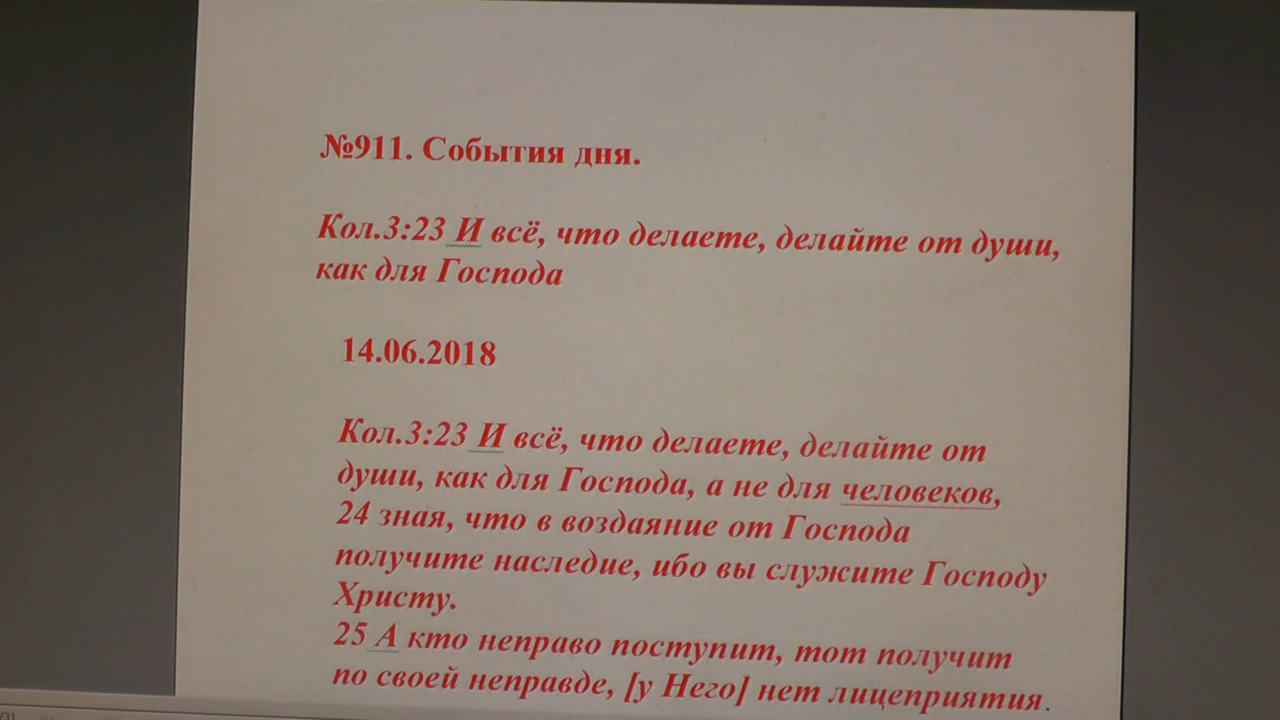 №911. События дня.
Кол.3:23 И всё, что делаете, делайте от души,
как для Господа
14.06.2018
Кол.3:23 И всё, что делаете, делайте от
души, как для Господа, а не для человеков,
24 зная, что в воздаяние от Господа
получите наследие, ибо вы служите Господу
Христу.
25 А кто неправо поступит, тот получит
по своей неправде, [у Него] нет лицеприятия.